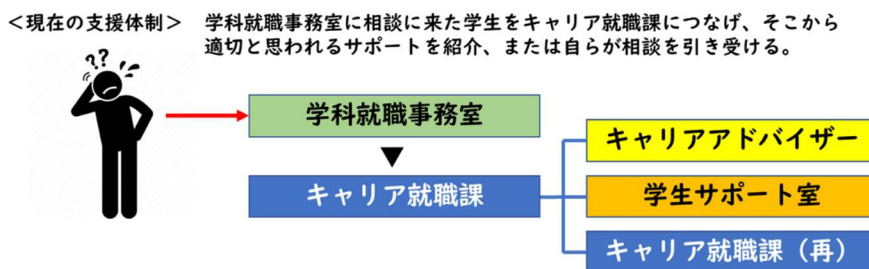 ＜現在の支援体制＞ 学科就職事務室に相談に来た学生をキャリア就職課につなげ、そこから
適切と思われるサポートを紹介、または自らが相談を引き受ける。
??
学科就職事務室
▼
キャリア就職課
キャリアアドバイザー
学生サポート室
キャリア就職課（再）